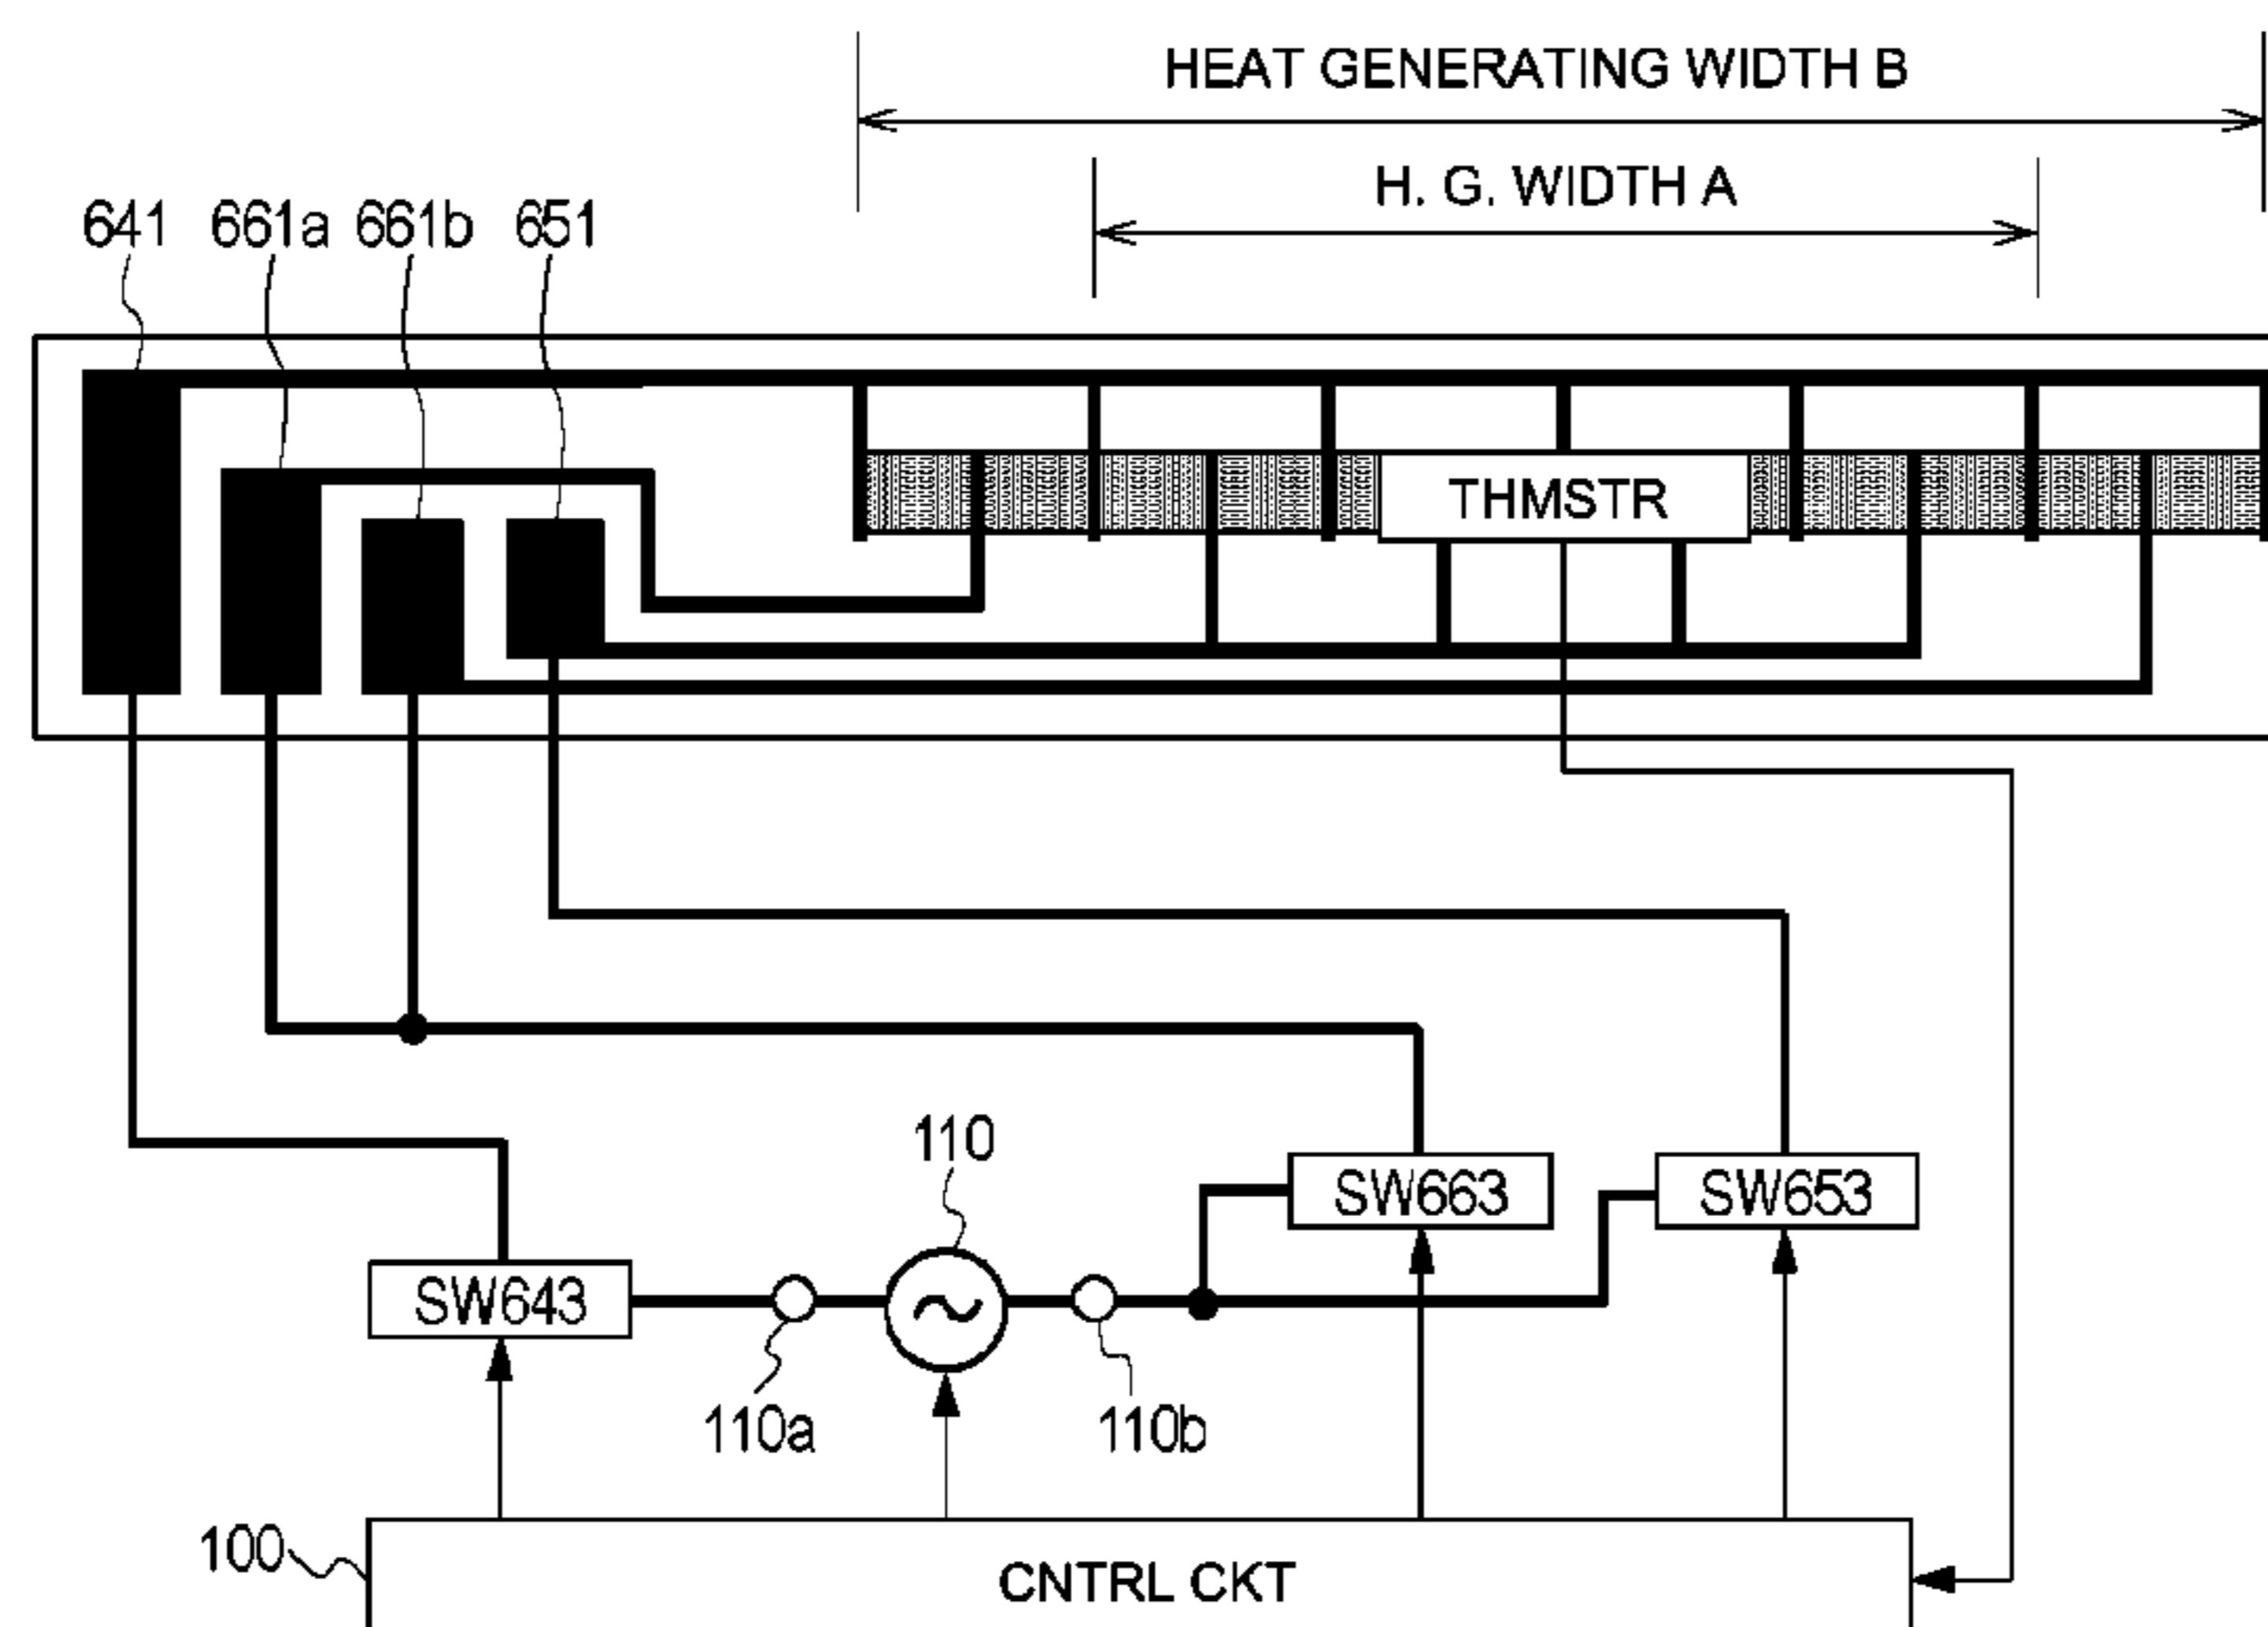 HEAT GENERATING WIDTH B
H. G. WIDTH A
641 661a 661b 651
THMSTR
110
SW663 SW653
SW643
110a 110b
100
CNTRL CKT